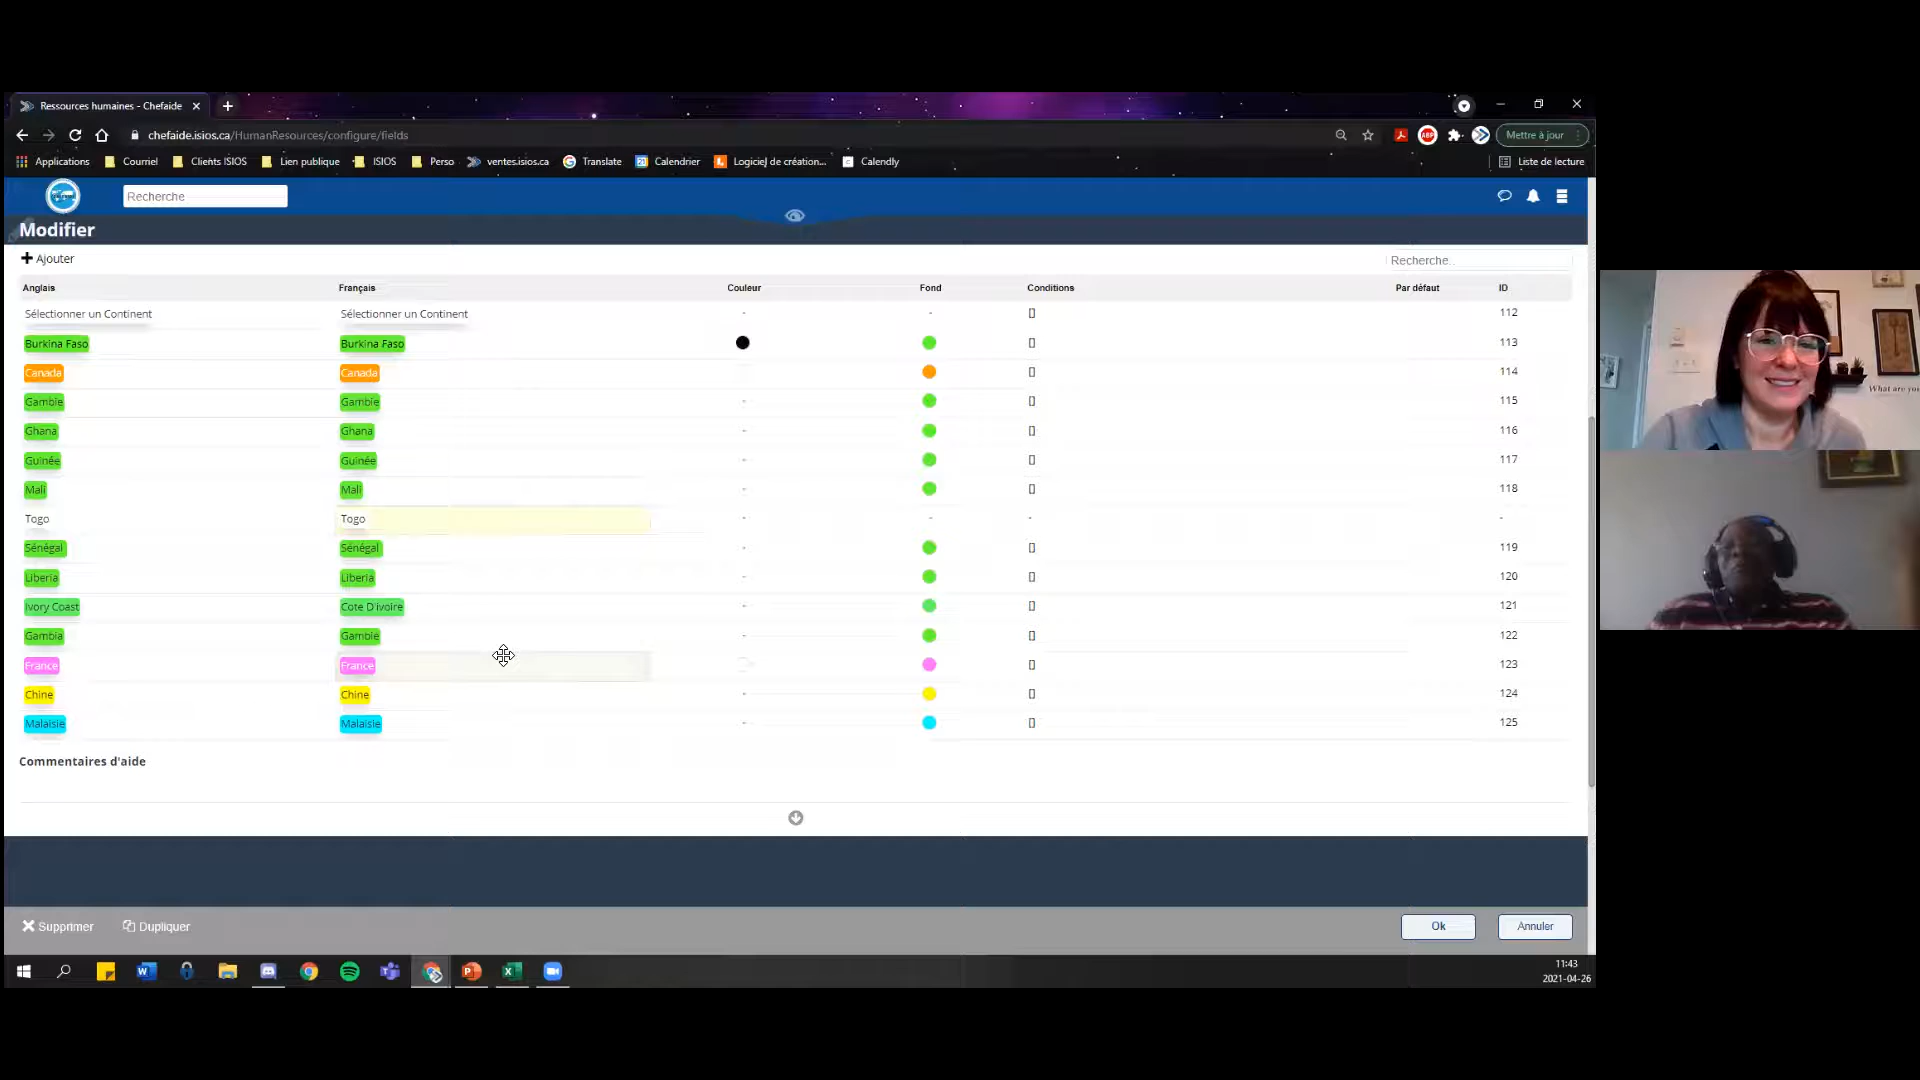 Ressources humaines - Chefaide
chefaide.isios.ca/HumanResources/configure/fields
Mettre à jour
Applications Courriel Clients ISIOS Lien publique ISIOS Perso ventes.isios.ca Translate Calendrier Logiciel de création... Calendly Liste de lecture
Recherche
Modifier
Ajouter
Recherche..
Anglais Français Couleur Fond Conditions Par défaut ID
Sélectionner un Continent Sélectionner un Continent - - [] 112
Burkina Faso Burkina Faso [] 113
Canada Canada [] 114
Gambie Gambie - [] 115
Ghana Ghana - [] 116
Guinée Guinée - [] 117
Mali Mali - [] 118
Togo Togo - - - -
Sénégal Sénégal - [] 119
Liberia Liberia - [] 120
Ivory Coast Cote D'ivoire - [] 121
Gambia Gambie - [] 122
France France [] 123
Chine Chine - [] 124
Malaisie Malaisie - [] 125
Commentaires d'aide
Supprimer Dupliquer Ok Annuler
11:43
2021-04-26
What are you